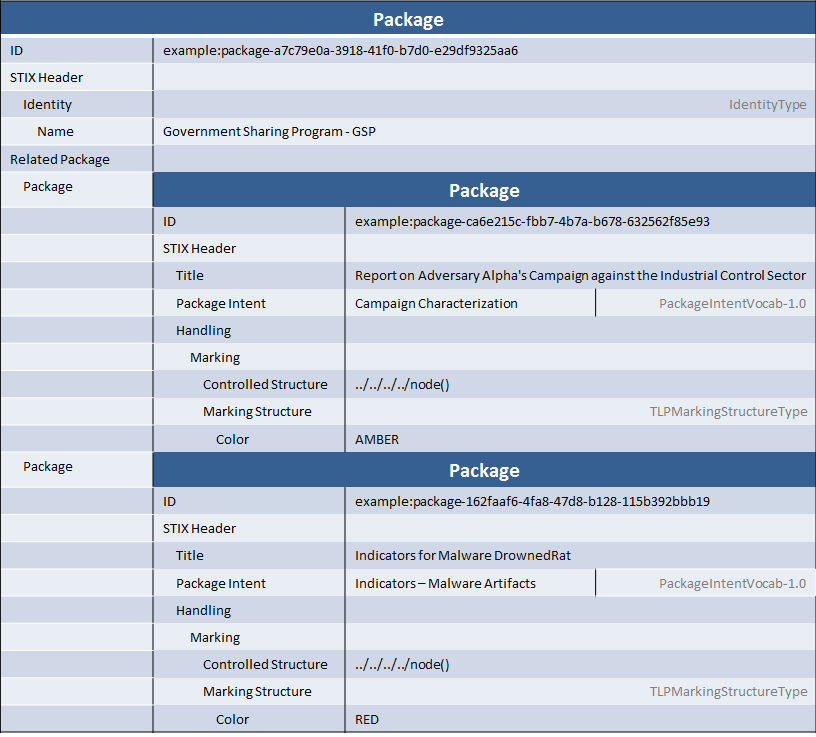 Package
ID example:package-a7c79e0a-3918-41f0-b7d0-e29df9325aa6
STIX Header
Identity IdentityType
Name Government Sharing Program - GSP
Related Package
Package Package
ID example:package-ca6e215c-fbb7-4b7a-b678-632562f85e93
STIX Header
Title Report on Adversary Alpha's Campaign against the Industrial Control Sector
Package Intent Campaign Characterization PackageIntentVocab-1.0
Handling
Marking
Controlled Structure ../../../../node()
Marking Structure TLPMarkingStructureType
Color AMBER
Package Package
ID example:package-162faaf6-4fa8-47d8-b128-115b392bbb19
STIX Header
Title Indicators for Malware DrownedRat
Package Intent Indicators – Malware Artifacts PackageIntentVocab-1.0
Handling
Marking
Controlled Structure ../../../../node()
Marking Structure TLPMarkingStructureType
Color RED